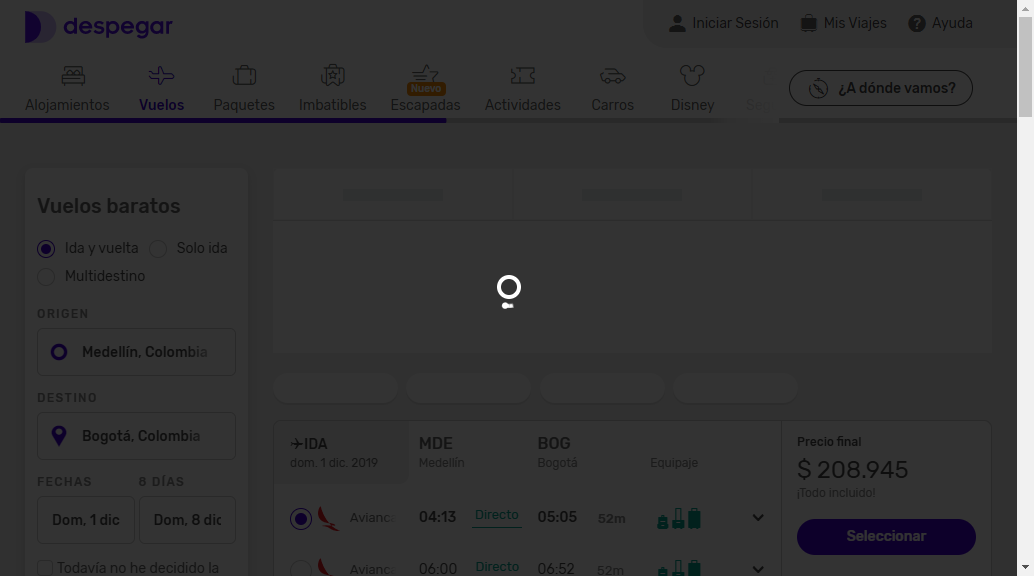 despegar
Iniciar Sesión
Mis Viajes
Ayuda
Alojamientos
Vuelos
Paquetes
Imbatibles
Nuevo
Escapadas
Actividades
Carros
Disney
¿A dónde vamos?
Vuelos baratos
Ida y vuelta
Solo ida
Multidestino
ORIGEN
Medellín, Colombia
DESTINO
Bogotá, Colombia
FECHAS
8 DÍAS
Dom, 1 dic
Dom, 8 dic
Todavía no he decidido la
IDA
dom. 1 dic. 2019
MDE
Medellín
BOG
Bogotá
Equipaje
Avianc
04:13
Directo
05:05
52m
Avianc
06:00
Directo
06:52
52m
Precio final
$ 208.945
¡Todo incluido!
Seleccionar